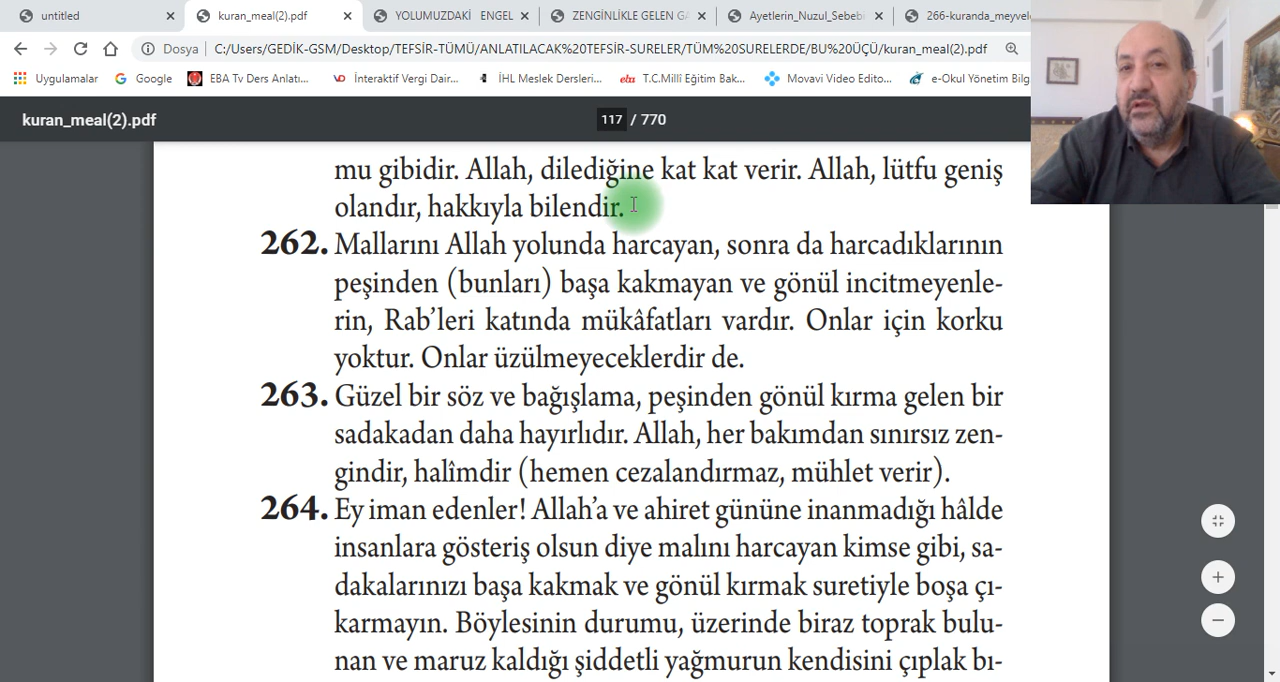 untitled
kuran_meal(2).pdf
YOLUMUZDAKİ ENGEL
ZENGİNLİKLE GELEN GA
Ayetlerin_Nuzul_Sebebi
266-kuranda_meyvele
Dosya
C:/Users/GEDİK-GSM/Desktop/TEFSİR-TÜMÜ/ANLATILACAK%20TEFSİR-SURELER/TÜM%20SURELERDE/BU%20ÜÇÜ/kuran_meal(2).pdf
Uygulamalar
Google
EBA Tv Ders Anlatı...
İnteraktif Vergi Dair...
İHL Meslek Dersleri...
T.C.Millî Eğitim Bak...
Movavi Video Edito...
e-Okul Yönetim Bilg
kuran_meal(2).pdf
117 / 770
mu gibidir. Allah, dilediğine kat kat verir. Allah, lütfu geniş
olandır, hakkıyla bilendir.
262. Mallarını Allah yolunda harcayan, sonra da harcadıklarının
peşinden (bunları) başa kakmayan ve gönül incitmeyenle-
rin, Rab’leri katında mükâfatları vardır. Onlar için korku
yoktur. Onlar üzülmeyeceklerdir de.
263. Güzel bir söz ve bağışlama, peşinden gönül kırma gelen bir
sadakadan daha hayırlıdır. Allah, her bakımdan sınırsız zen-
gindir, halîmdir (hemen cezalandırmaz, mühlet verir).
264. Ey iman edenler! Allah’a ve ahiret gününe inanmadığı hâlde
insanlara gösteriş olsun diye malını harcayan kimse gibi, sa-
dakalarınızı başa kakmak ve gönül kırmak suretiyle boşa çı-
karmayın. Böylesinin durumu, üzerinde biraz toprak bulu-
nan ve maruz kaldığı şiddetli yağmurun kendisini çıplak bı-